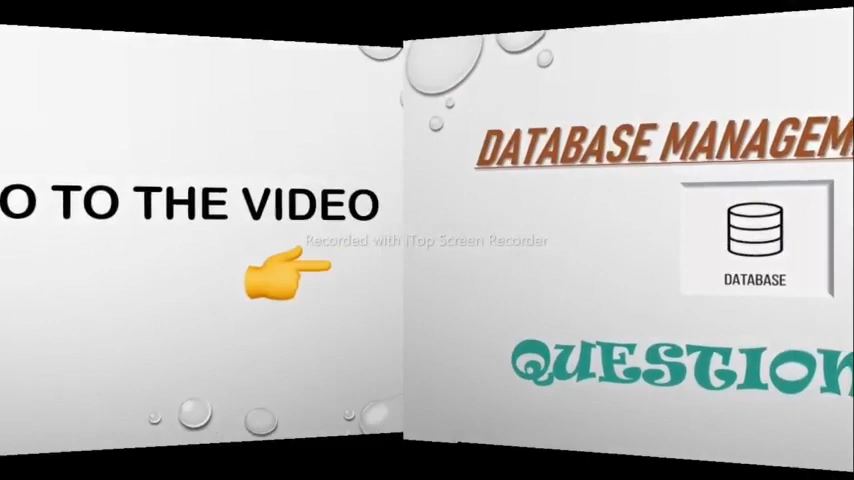 O TO THE VIDEO
Recorded with iTop Screen Recorder
DATABASE MANAGEM
DATABASE
QUESTION